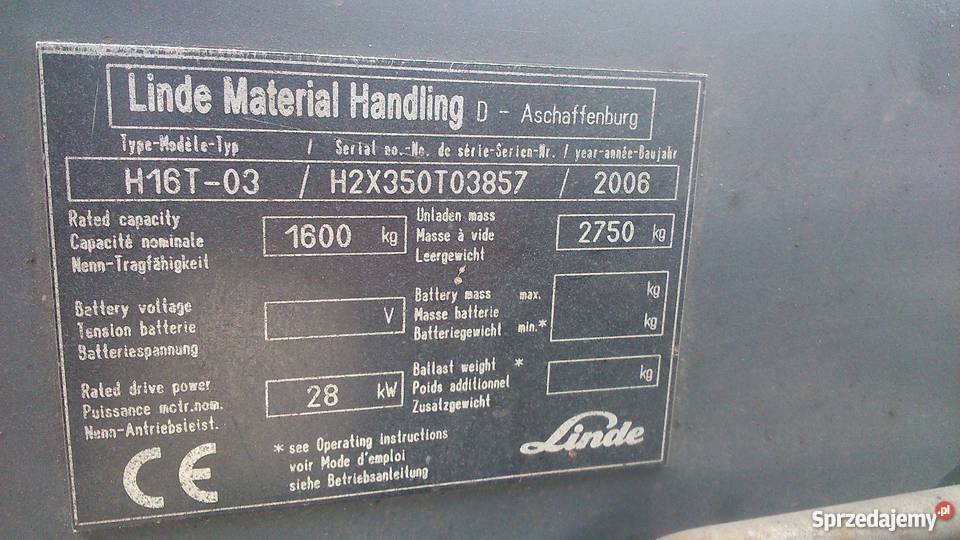 Linde Material Handling D - Aschaffenburg
Type-Modèle-Typ / Serial no.-No. de série-Serien-Nr. / year-année-Baujahr
H16T-03 / H2X350T03857 / 2006
Rated capacity
Capacité nominale
Nenn-Tragfähigkeit
1600 kg
Unladen mass
Masse à vide
Leergewicht
2750 kg
Battery voltage
Tension batterie
Batteriespannung
V
Battery mass max. kg
Masse batterie
Batteriegewicht min.* kg
Rated drive power
Puissance motr.nom.
Nenn-Antriebsleist.
28 kW
Ballast weight *
Poids additionnel
Zusatzgewicht
kg
* see Operating instructions
voir Mode d'emploi
siehe Betriebsanleitung
CE
Linde
Sprzedajemy.pl